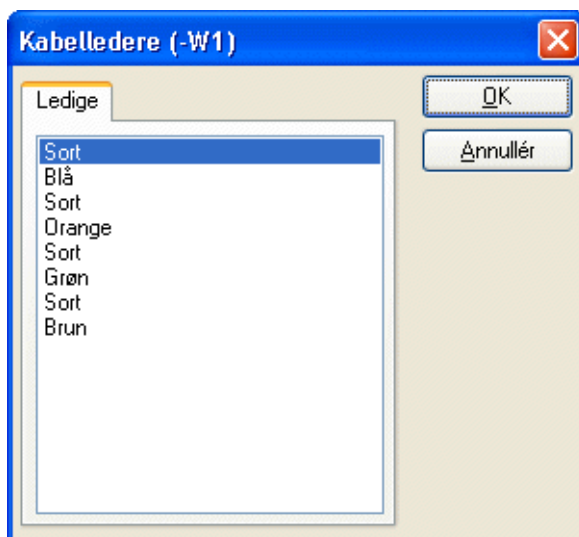 Kabelledere (-W1)
Ledige
OK
Annullér
Sort
Blå
Sort
Orange
Sort
Grøn
Sort
Brun